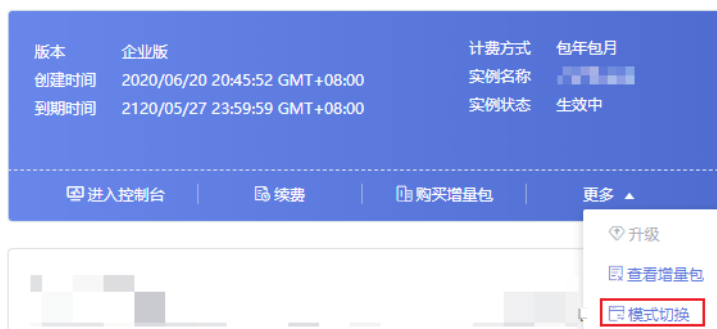 版本 企业版 计费方式 包年包月
创建时间 2020/06/20 20:45:52 GMT+08:00 实例名称
到期时间 2120/05/27 23:59:59 GMT+08:00 实例状态 生效中
进入控制台 续费 购买增量包 更多
升级
查看增量包
模式切换